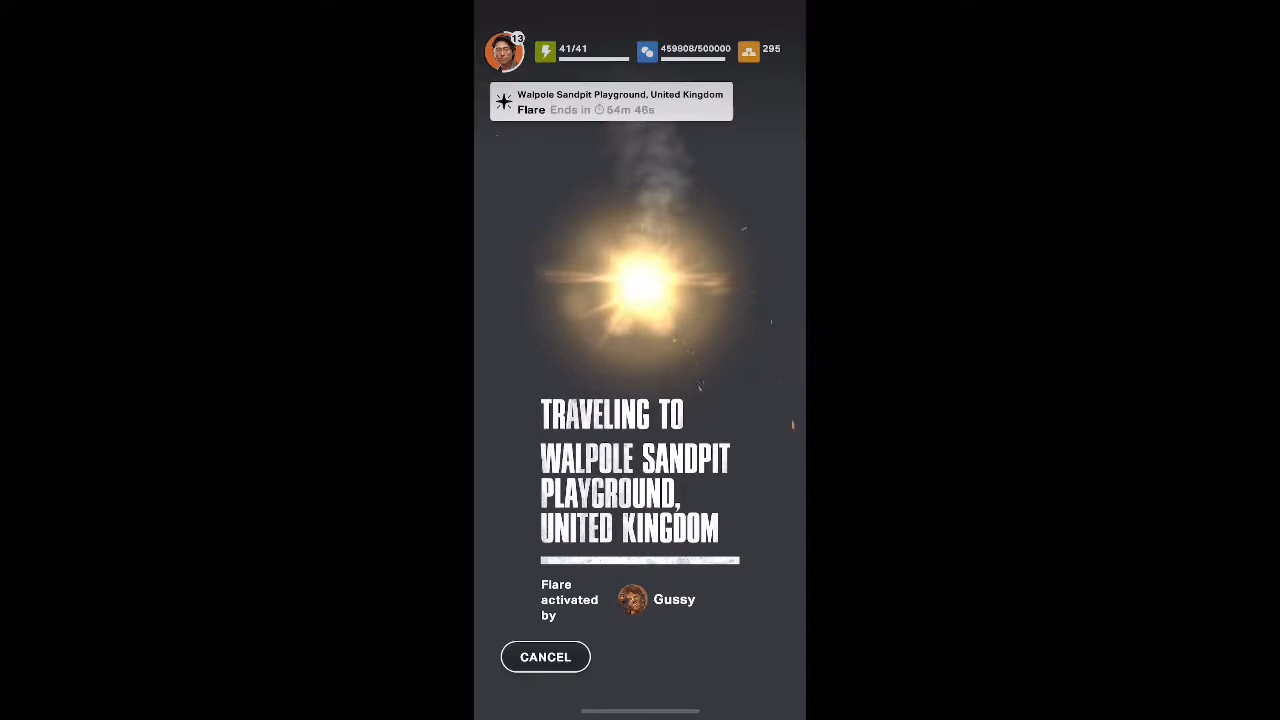 13 41/41 459808/500000 295
Walpole Sandpit Playground, United Kingdom
Flare Ends in 54m 46s
TRAVELING TO
WALPOLE SANDPIT
PLAYGROUND,
UNITED KINGDOM
Flare
activated
by
Gussy
CANCEL